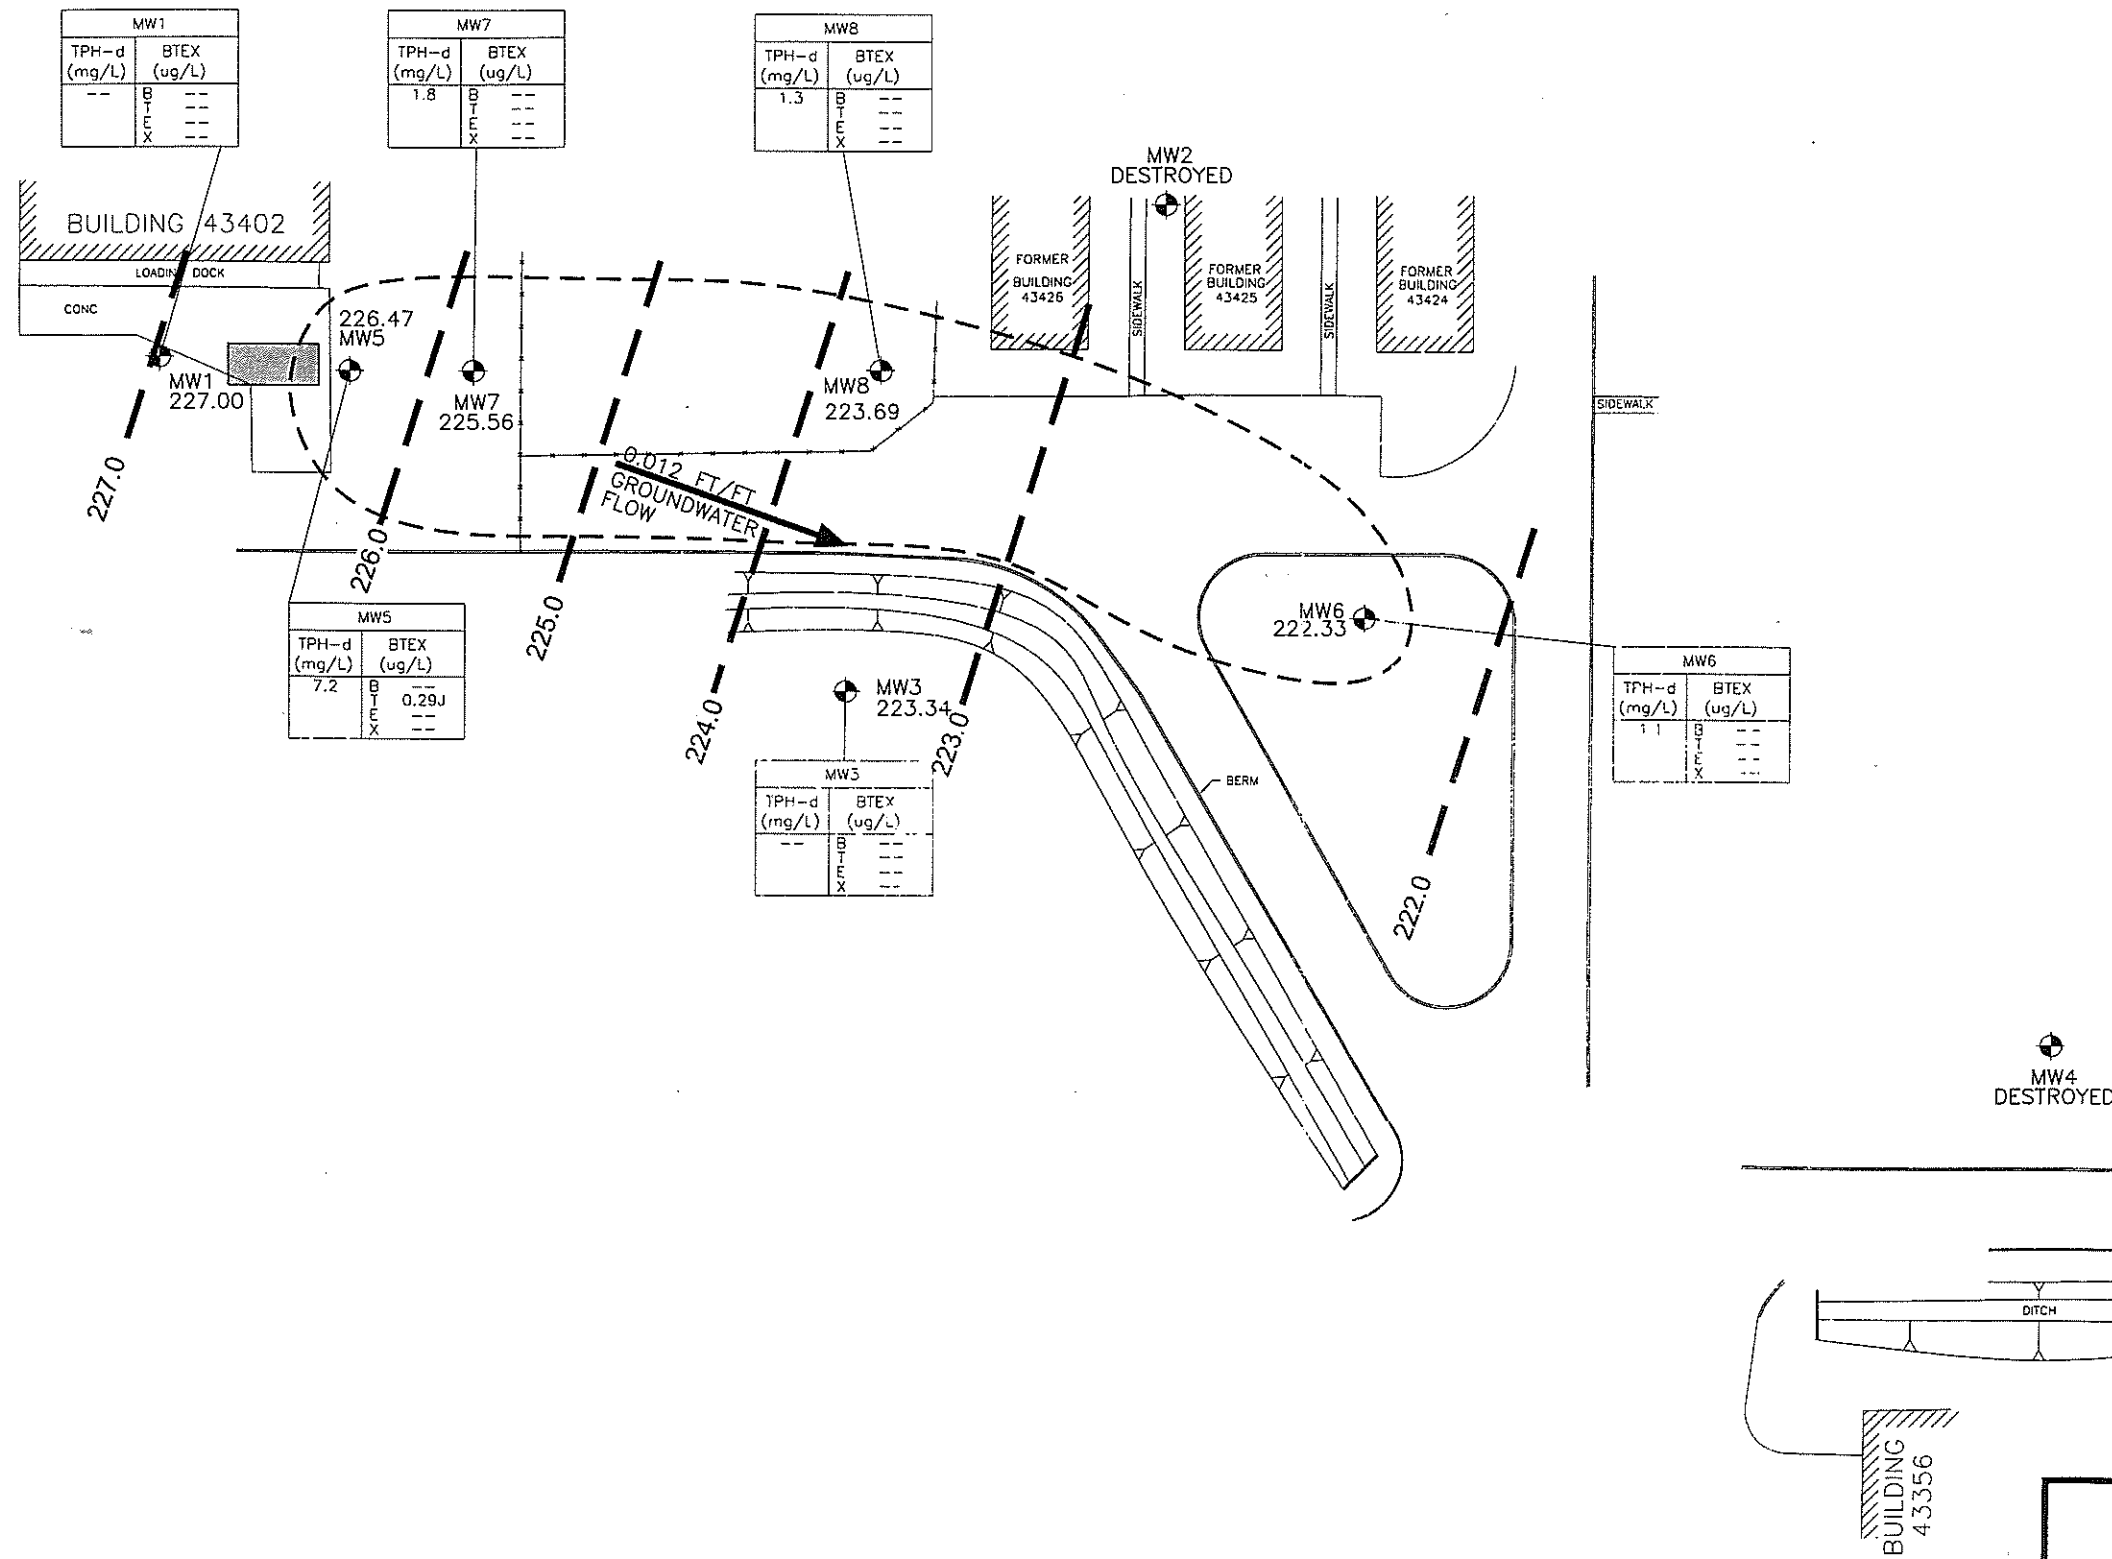 MW1
TPH-d BTEX
(mg/L) (ug/L)
-- B --
T --
E --
X --
MW7
TPH-d BTEX
(mg/L) (ug/L)
1.8 B --
T --
E --
X --
MW8
TPH-d BTEX
(mg/L) (ug/L)
1.3 B --
T --
E --
X --
MW2
DESTROYED
BUILDING 43402
LOADING DOCK
CONC
FORMER
BUILDING
43426
SIDEWALK
FORMER
BUILDING
43425
SIDEWALK
FORMER
BUILDING
43424
SIDEWALK
226.47
MW5
MW1
227.00
MW7
225.56
MW8
223.69
227.0
226.0
225.0
224.0
223.0
222.0
0.012 FT/FT
GROUNDWATER
FLOW
MW5
TPH-d BTEX
(mg/L) (ug/L)
7.2 B --
T 0.29J
E --
X --
MW6
222.33
MW6
TPH-d BTEX
(mg/L) (ug/L)
1.1 B --
T --
E --
X --
MW3
223.34
MW3
TPH-d BTEX
(mg/L) (ug/L)
-- B --
T --
E --
X --
BERM
MW4
DESTROYED
DITCH
BUILDING
43356